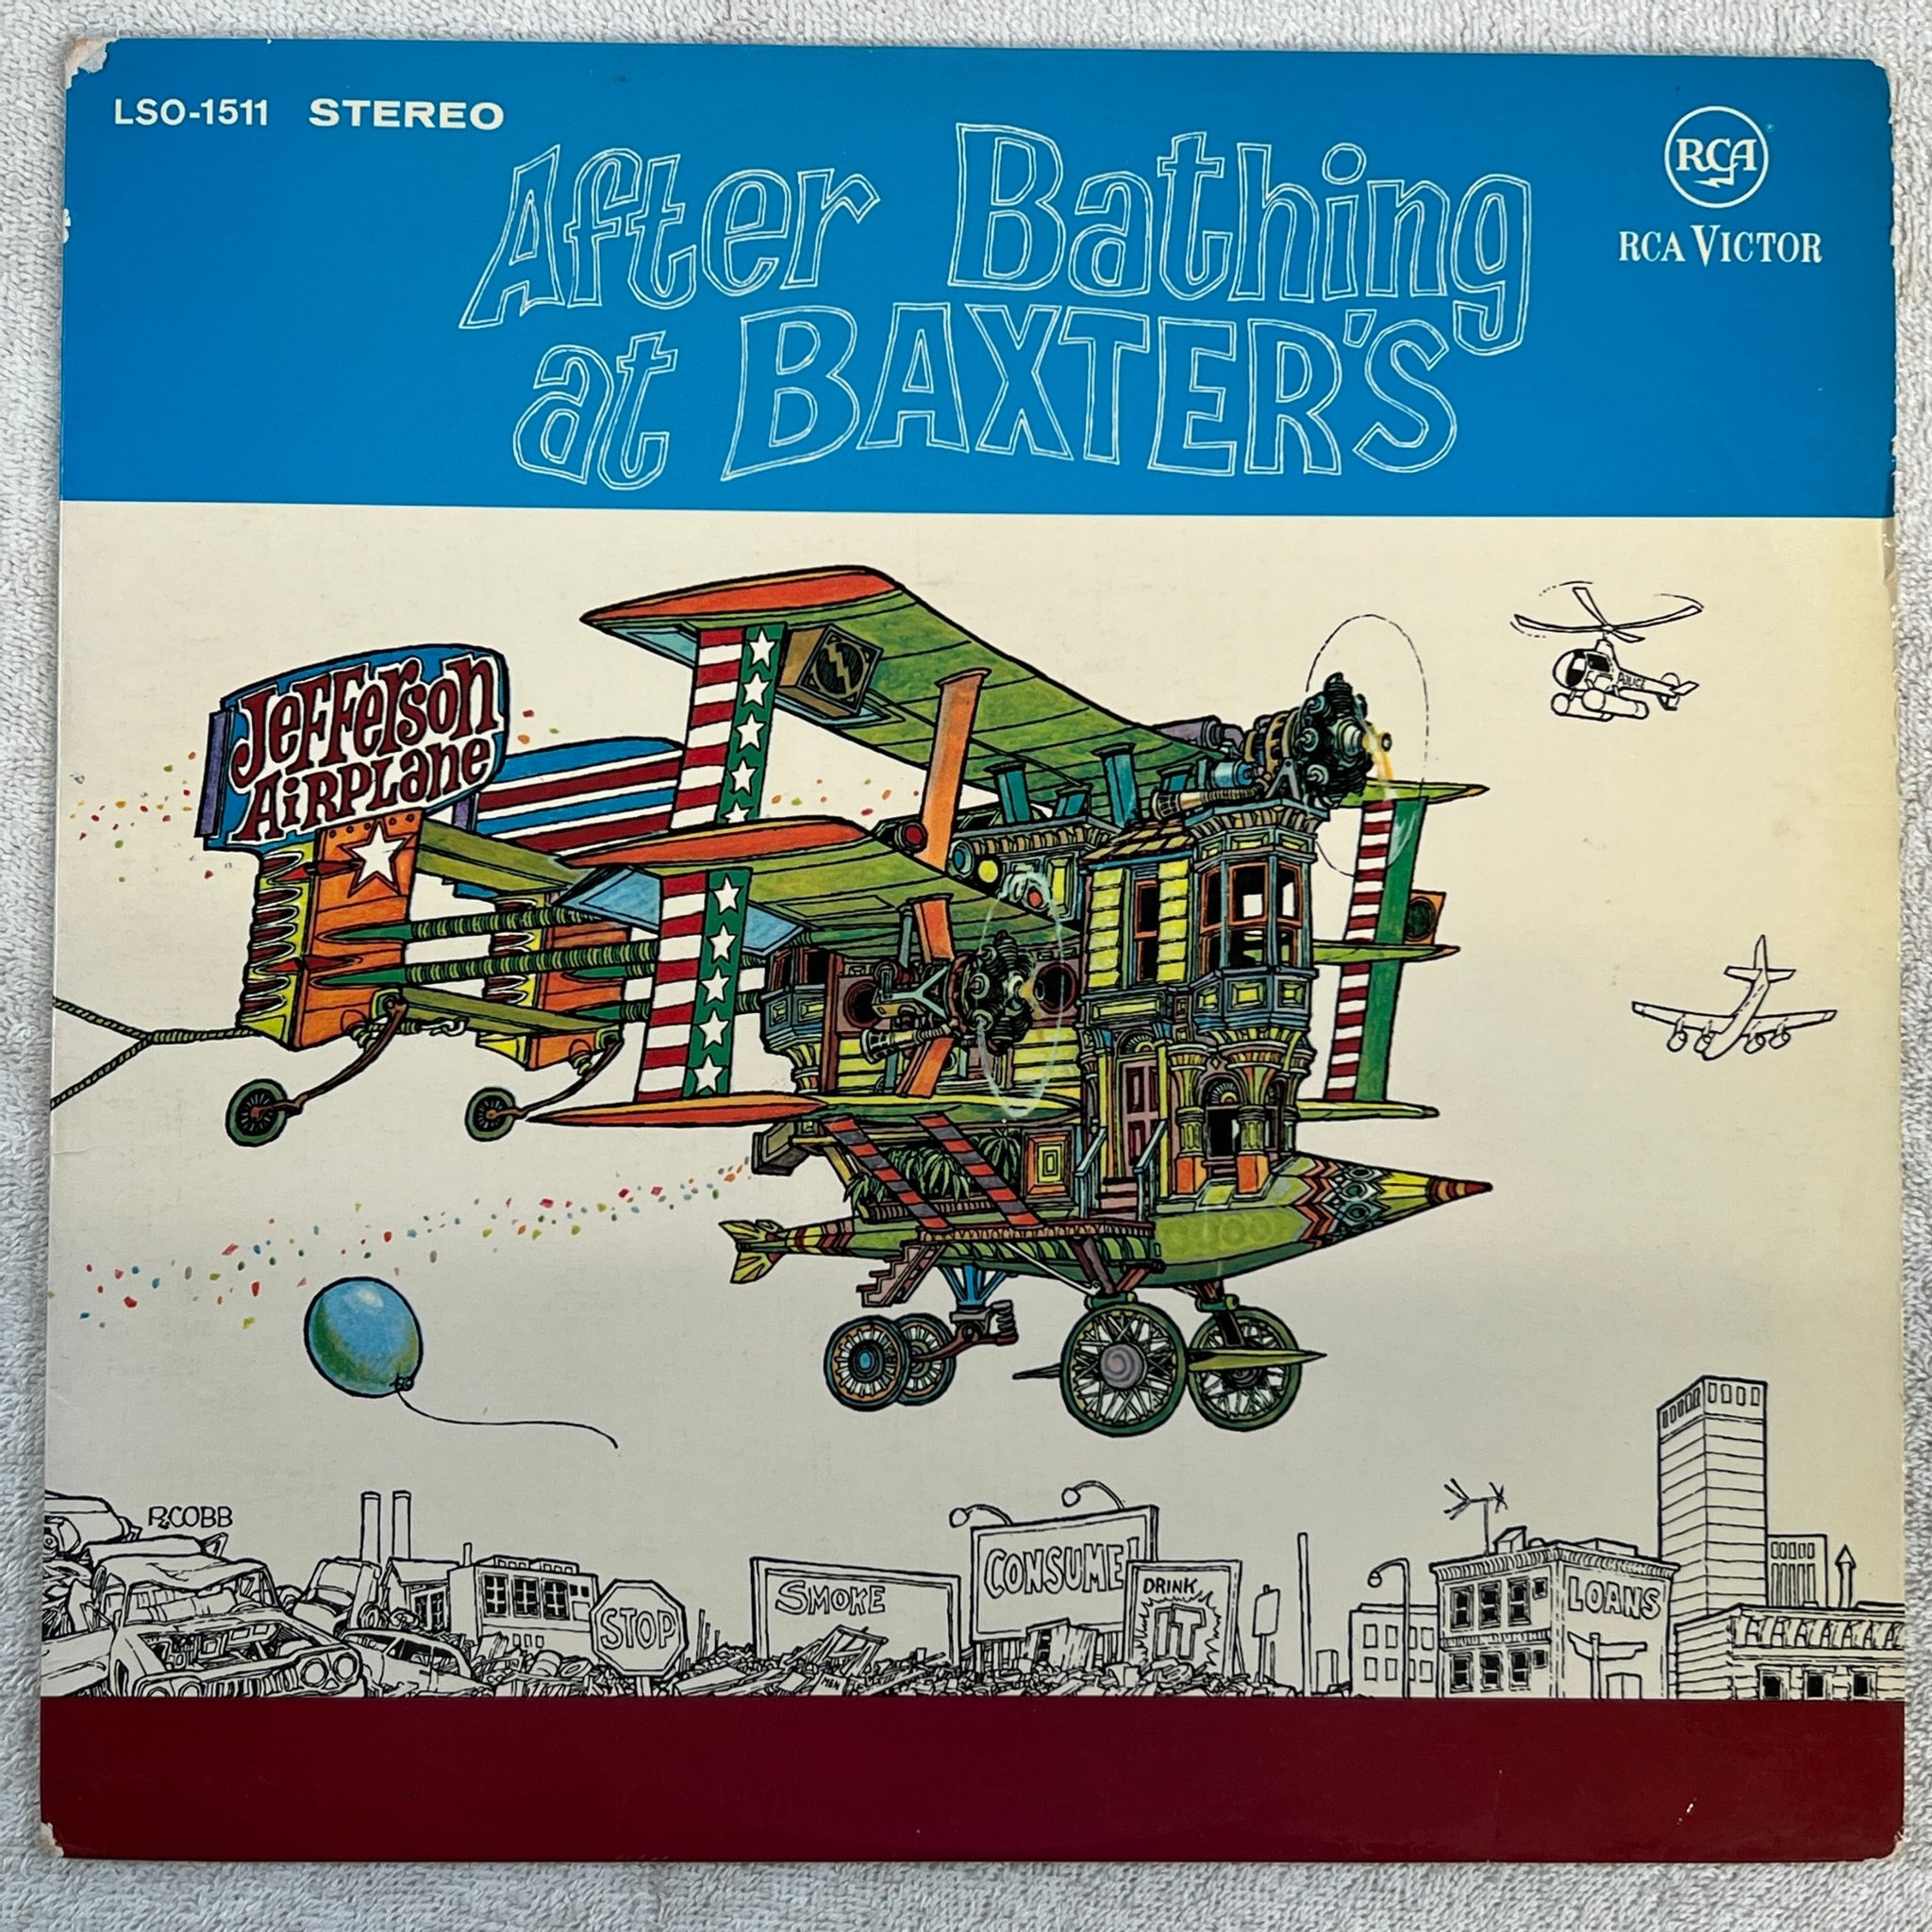 LSO-1511 STEREO
After Bathing
at BAXTER'S
RCA
RCA VICTOR
JEFFERSON
AIRPLANE
POLICE
R.COBB
STOP
SMOKE
CONSUME!
DRINK
IT
LOANS